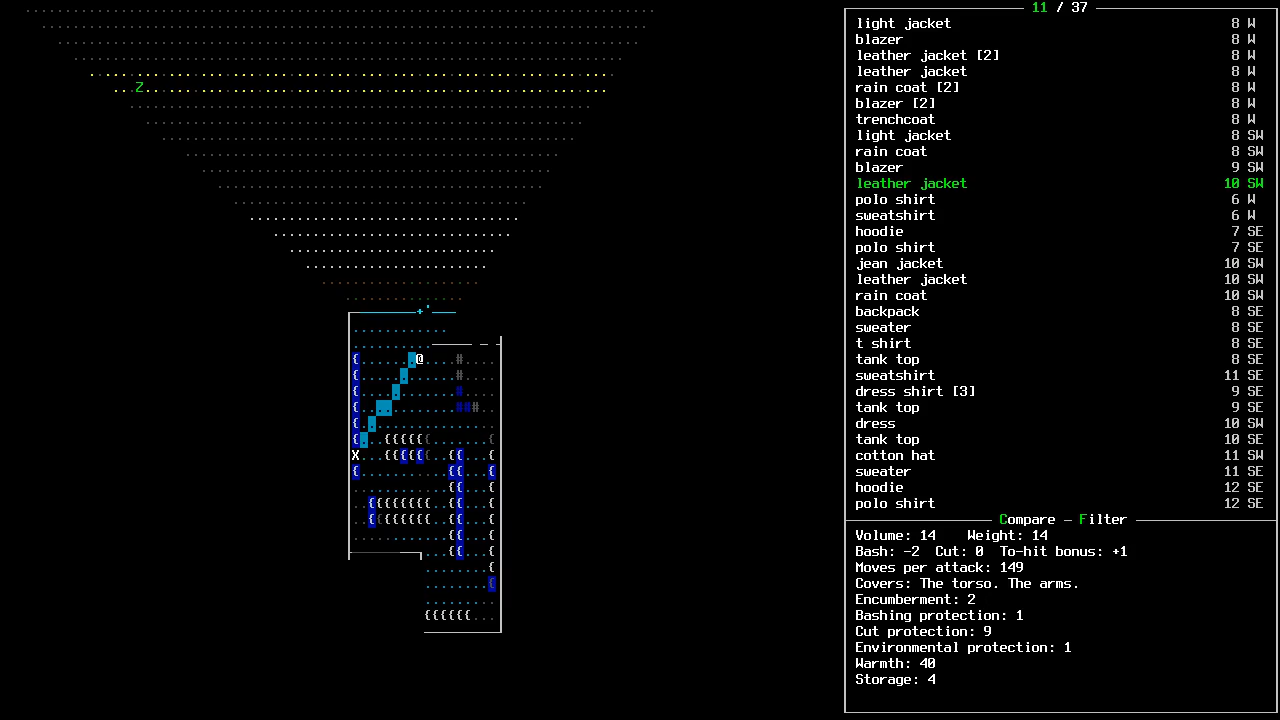 11 / 37
light jacket 8 W
blazer 8 W
leather jacket [2] 8 W
leather jacket 8 W
rain coat [2] 8 W
blazer [2] 8 W
trenchcoat 8 W
light jacket 8 SW
rain coat 8 SW
blazer 9 SW
leather jacket 10 SW
polo shirt 6 W
sweatshirt 6 W
hoodie 7 SE
polo shirt 7 SE
jean jacket 10 SW
leather jacket 10 SW
rain coat 10 SW
backpack 8 SE
sweater 8 SE
t shirt 8 SE
tank top 8 SE
sweatshirt 11 SE
dress shirt [3] 9 SE
tank top 9 SE
dress 10 SW
tank top 10 SE
cotton hat 11 SW
sweater 11 SE
hoodie 12 SE
polo shirt 12 SE
Compare - Filter
Volume: 14 Weight: 14
Bash: -2 Cut: 0 To-hit bonus: +1
Moves per attack: 149
Covers: The torso. The arms.
Encumberment: 2
Bashing protection: 1
Cut protection: 9
Environmental protection: 1
Warmth: 40
Storage: 4
Z
@
X